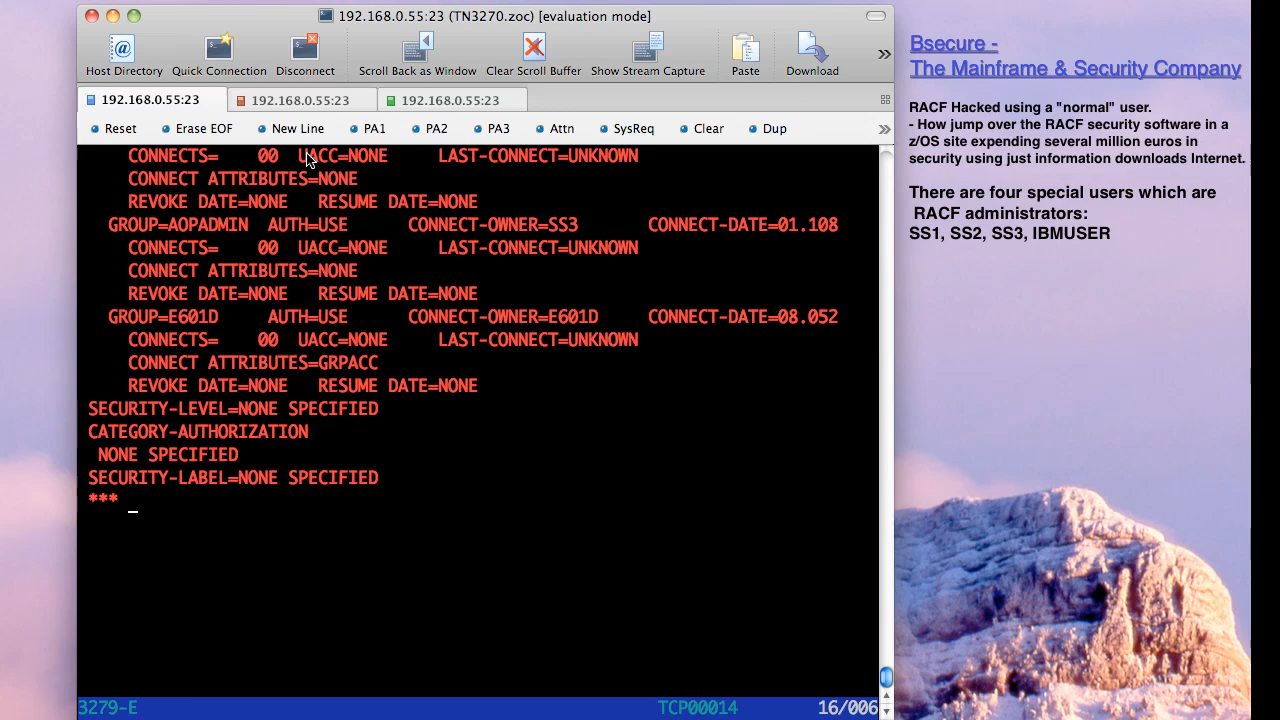 192.168.0.55:23 (TN3270.zoc) [evaluation mode]
Host Directory Quick Connection Disconnect Scroll Back as Window Clear Scroll Buffer Show Stream Capture Paste Download »
192.168.0.55:23 192.168.0.55:23 192.168.0.55:23
Reset Erase EOF New Line PA1 PA2 PA3 Attn SysReq Clear Dup »
CONNECTS= 00 UACC=NONE LAST-CONNECT=UNKNOWN
CONNECT ATTRIBUTES=NONE
REVOKE DATE=NONE RESUME DATE=NONE
GROUP=AOPADMIN AUTH=USE CONNECT-OWNER=SS3 CONNECT-DATE=01.108
CONNECTS= 00 UACC=NONE LAST-CONNECT=UNKNOWN
CONNECT ATTRIBUTES=NONE
REVOKE DATE=NONE RESUME DATE=NONE
GROUP=E601D AUTH=USE CONNECT-OWNER=E601D CONNECT-DATE=08.052
CONNECTS= 00 UACC=NONE LAST-CONNECT=UNKNOWN
CONNECT ATTRIBUTES=GRPACC
REVOKE DATE=NONE RESUME DATE=NONE
SECURITY-LEVEL=NONE SPECIFIED
CATEGORY-AUTHORIZATION
NONE SPECIFIED
SECURITY-LABEL=NONE SPECIFIED
*** _
3279-E TCP00014 16/006
Bsecure -
The Mainframe & Security Company
RACF Hacked using a "normal" user.
- How jump over the RACF security software in a
z/OS site expending several million euros in
security using just information downloads Internet.
There are four special users which are
RACF administrators:
SS1, SS2, SS3, IBMUSER